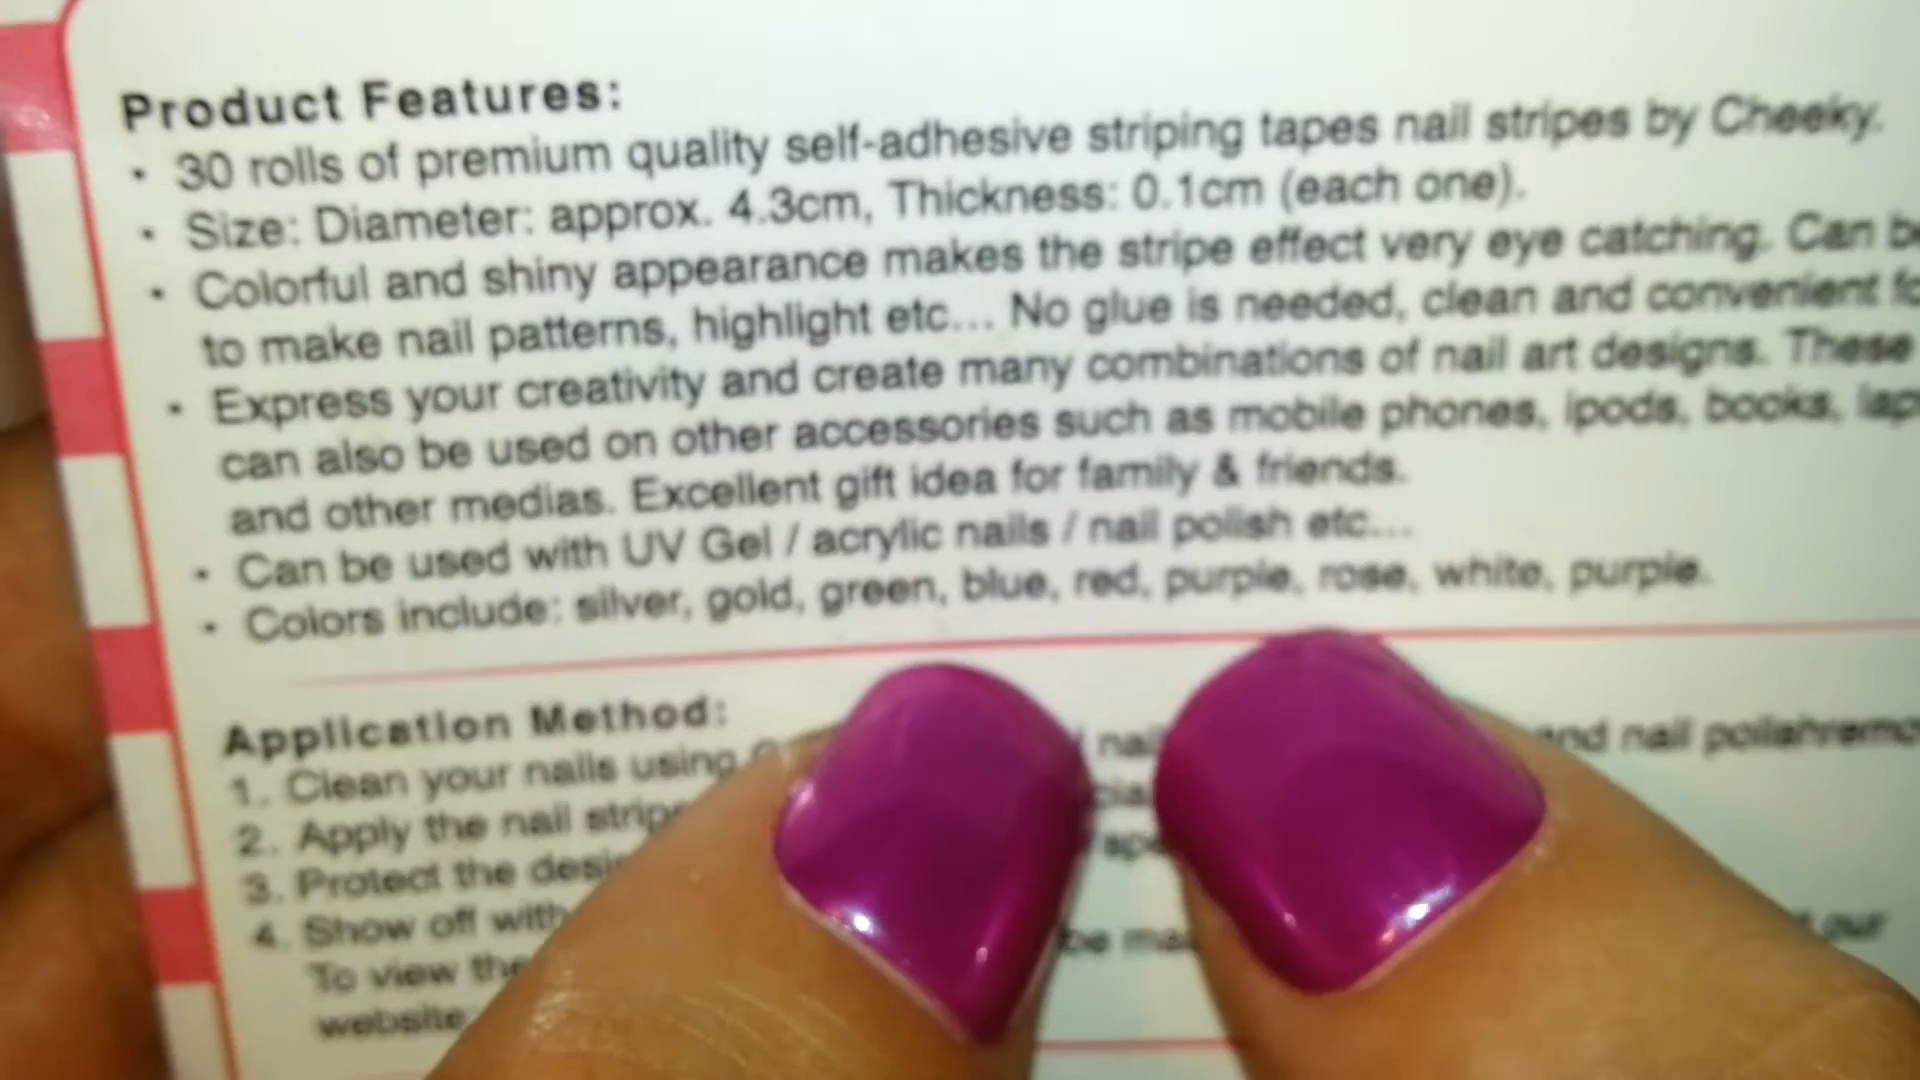 Product Features:
• 30 rolls of premium quality self-adhesive striping tapes nail stripes by Cheeky.
• Size: Diameter: approx. 4.3cm, Thickness: 0.1cm (each one).
• Colorful and shiny appearance makes the stripe effect very eye catching. Can
to make nail patterns, highlight etc... No glue is needed, clean and convenient
• Express your creativity and create many combinations of nail art designs. These
can also be used on other accessories such as mobile phones, ipods, books,
and other medias. Excellent gift idea for family & friends.
• Can be used with UV Gel / acrylic nails / nail polish etc...
• Colors include: silver, gold, green, blue, red, purple, rose, white, purple.
Application Method:
1. Clean your nails using nail and nail
2. Apply the nail
3. Protect the
4. Show off with be our
To view the
website: